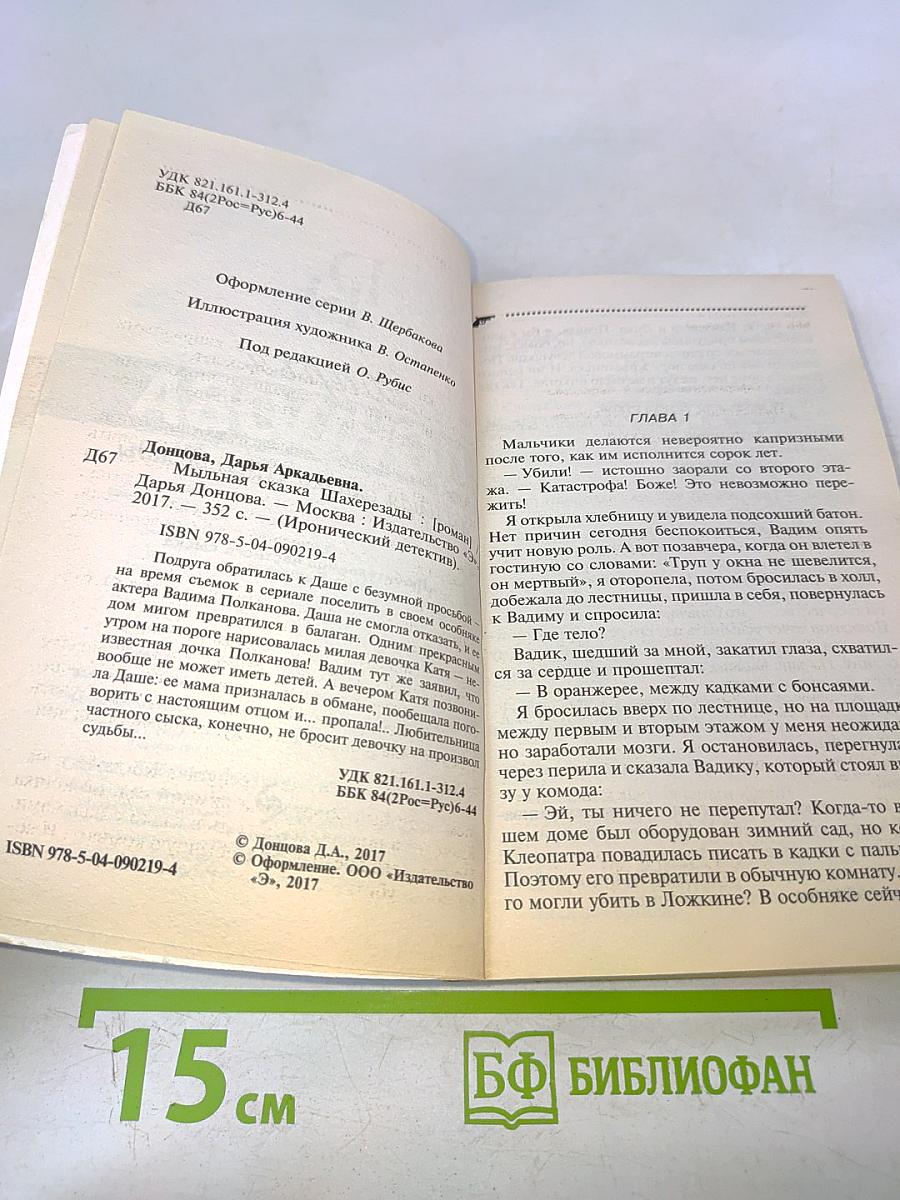 УДК 821.161.1-312.4
ББК 84(2Рос=Рус)6-44
Д67
Оформление серии В. Щербакова
Иллюстрация художника В. Остапенко
Под редакцией О. Рубис
Донцова, Дарья Аркадьевна.
Д67 Мыльная сказка Шахерезады : [роман] /
Дарья Донцова. — Москва : Издательство «Э»,
2017. — 352 с. — (Иронический детектив).
ISBN 978-5-04-090219-4
Подруга обратилась к Даше с безумной просьбой –
на время съемок в сериале поселить в своем особняке
актера Вадима Полканова. Даша не смогла отказать, и ее
дом мигом превратился в балаган. Одним прекрасным
утром на пороге нарисовалась милая девочка Катя — не-
известная дочка Полканова! Вадим тут же заявил, что
вообще не может иметь детей. А вечером Катя позвони-
ла Даше: ее мама призналась в обмане, пообещала пого-
ворить с настоящим отцом и... пропала!.. Любительница
частного сыска, конечно, не бросит девочку на произвол
судьбы...
УДК 821.161.1-312.4
ББК 84(2Рос=Рус)6-44
© Донцова Д.А., 2017
© Оформление. ООО «Издательство
«Э», 2017
ISBN 978-5-04-090219-4
ГЛАВА 1
Мальчики делаются невероятно капризными
после того, как им исполнится сорок лет.
— Убили! — истошно заорали со второго эта-
жа. — Катастрофа! Боже! Это невозможно пере-
жить!
Я открыла хлебницу и увидела подсохший батон.
Нет причин сегодня беспокоиться, Вадим опять
учит новую роль. А вот позавчера, когда он влетел в
гостиную со словами: «Труп у окна не шевелится,
он мертвый», я оторопела, потом бросилась в холл,
добежала до лестницы, пришла в себя, повернулась
к Вадиму и спросила:
— Где тело?
Вадик, шедший за мной, закатил глаза, схватил-
ся за сердце и прошептал:
— В оранжерее, между кадками с бонсаями.
Я бросилась вверх по лестнице, но на площадк
между первым и вторым этажом у меня неожида
но заработали мозги. Я остановилась, перегнула
через перила и сказала Вадику, который стоял в
зу у комода:
— Эй, ты ничего не перепутал? Когда-то в
шем доме был оборудован зимний сад, но к
Клеопатра повадилась писать в кадки с паль
Поэтому его превратили в обычную комнату.
го могли убить в Ложкине? В особняке сейч
15 см
БФ БИБЛИОФАН